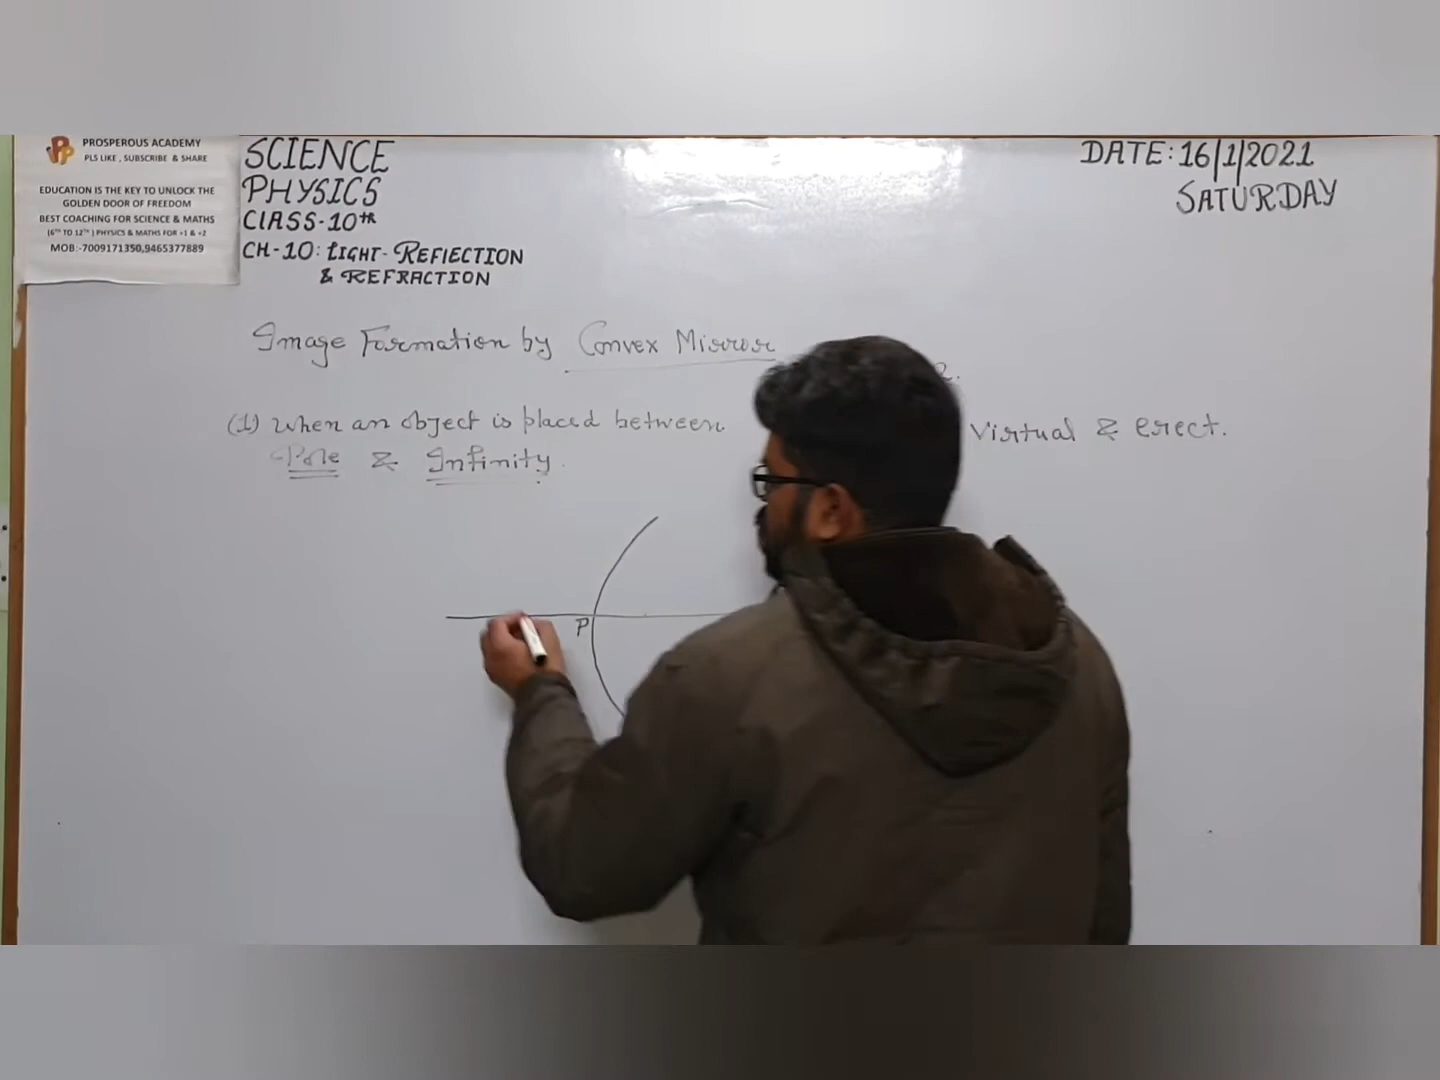 PROSPEROUS ACADEMY
PLS LIKE , SUBSCRIBE & SHARE
EDUCATION IS THE KEY TO UNLOCK THE
GOLDEN DOOR OF FREEDOM
BEST COACHING FOR SCIENCE & MATHS
(6TH TO 12TH ) PHYSICS & MATHS FOR +1 & +2
MOB:-7009171350,9465377889
SCIENCE
PHYSICS
CLASS-10th
CH-10: LIGHT-REFLECTION
& REFRACTION
DATE:16/1/2021
SATURDAY
Image Formation by Convex Mirror
(1) When an object is placed between
Pole & Infinity.
Virtual & erect.
P